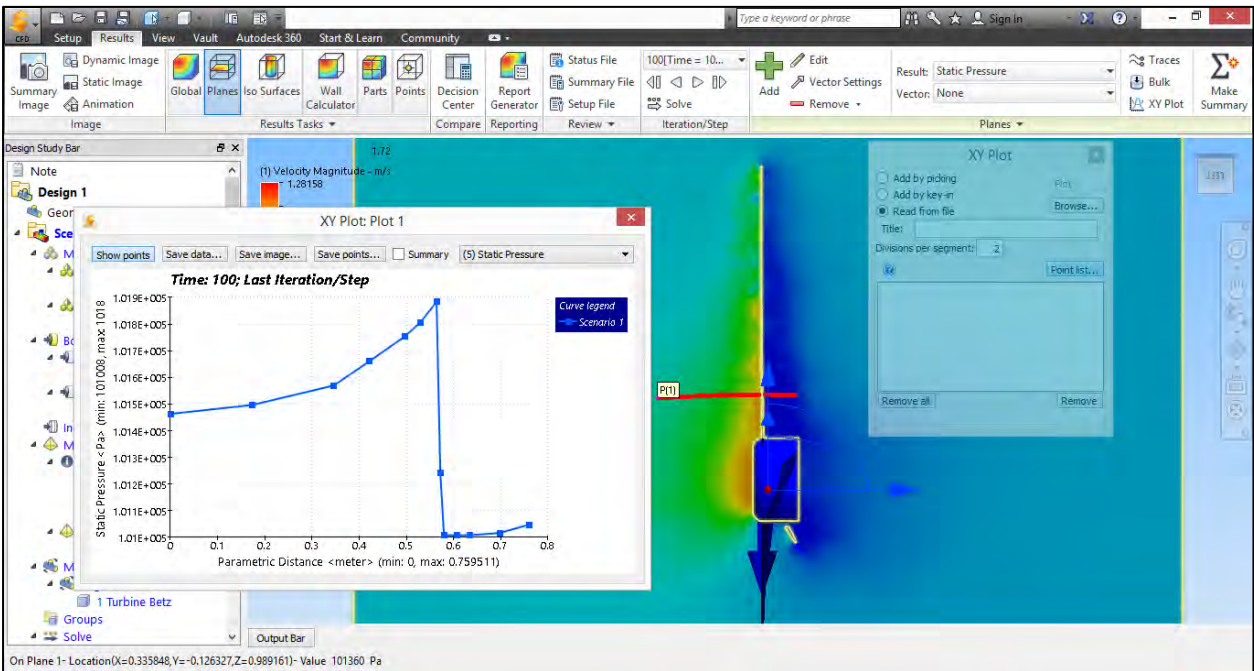 Type a keyword or phrase
Sign In
CFD
Setup Results View Vault Autodesk 360 Start & Learn Community
Summary Image
Dynamic Image
Static Image
Animation
Image
Global
Planes
Iso Surfaces
Wall Calculator
Parts
Points
Results Tasks
Decision Center
Compare
Report Generator
Reporting
Status File
Summary File
Setup File
Review
100[Time = 10...
Solve
Iteration/Step
Add
Edit
Vector Settings
Remove
Result: Static Pressure
Vector: None
Planes
Traces
Bulk
XY Plot
Make Summary
Design Study Bar
Note
Design 1
Geor
Sce
M
Bo
In
M
M
1 Turbine Betz
Groups
Solve
1.72
(1) Velocity Magnitude - m/s
1.28158
XY Plot: Plot 1
Show points
Save data...
Save image...
Save points...
Summary
(5) Static Pressure
Time: 100; Last Iteration/Step
Curve legend
Scenario 1
Static Pressure <Pa> (min: 101008, max: 1018
1.019E+005
1.018E+005
1.017E+005
1.016E+005
1.015E+005
1.014E+005
1.013E+005
1.012E+005
1.011E+005
1.01E+005
0 0.1 0.2 0.3 0.4 0.5 0.6 0.7 0.8
Parametric Distance <meter> (min: 0, max: 0.759511)
P(1)
XY Plot
Add by picking
Add by key-in
Read from file
Plot
Browse...
Title:
Divisions per segment: 2
Point list...
Remove all
Remove
Output Bar
On Plane 1- Location(X=0.335848,Y=-0.126327,Z=0.989161)- Value 101360 Pa